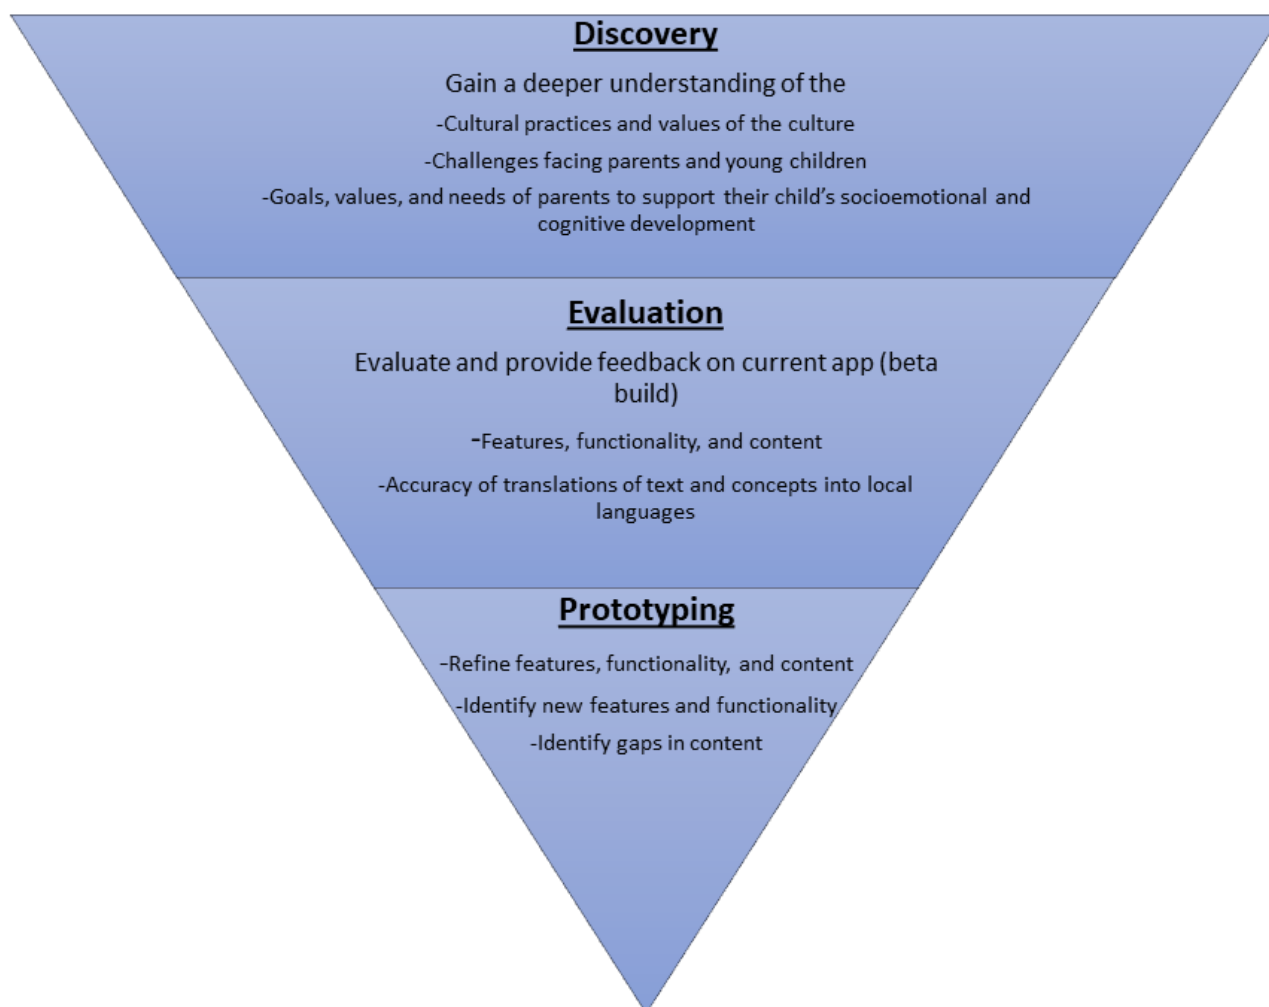 Discovery
Gain a deeper understanding of the
-Cultural practices and values of the culture
-Challenges facing parents and young children
-Goals, values, and needs of parents to support their child’s socioemotional and
cognitive development
Evaluation
Evaluate and provide feedback on current app (beta
build)
-Features, functionality, and content
-Accuracy of translations of text and concepts into local
languages
Prototyping
-Refine features, functionality, and content
-Identify new features and functionality
-Identify gaps in content